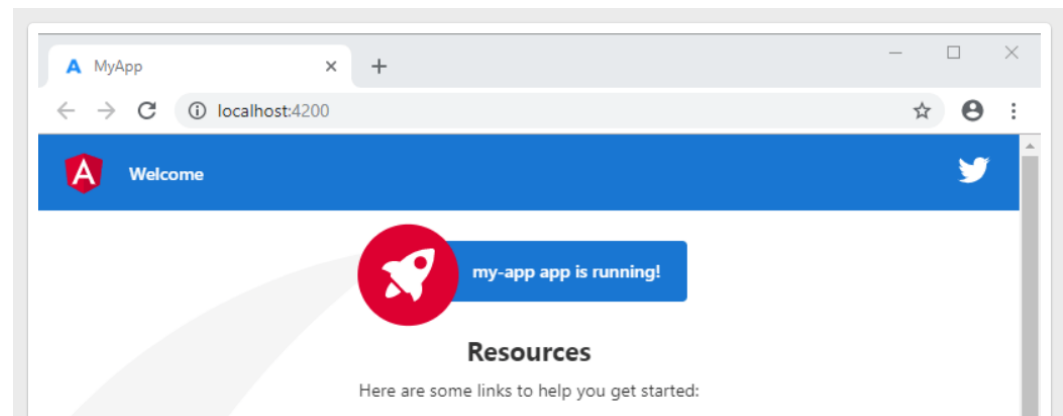 MyApp
localhost:4200
A Welcome
my-app app is running!
Resources
Here are some links to help you get started: